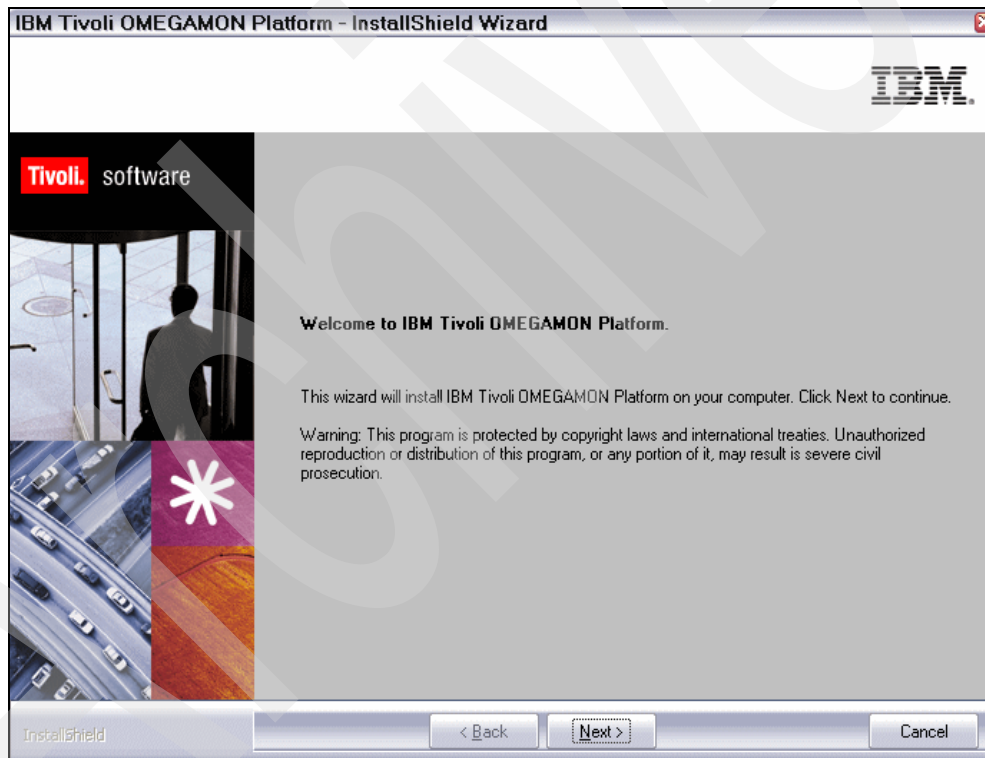 IBM Tivoli OMEGAMON Platform - InstallShield Wizard
IBM.
Tivoli. software
Welcome to IBM Tivoli OMEGAMON Platform.
This wizard will install IBM Tivoli OMEGAMON Platform on your computer. Click Next to continue.
Warning: This program is protected by copyright laws and international treaties. Unauthorized
reproduction or distribution of this program, or any portion of it, may result is severe civil
prosecution.
InstallShield
< Back
Next >
Cancel